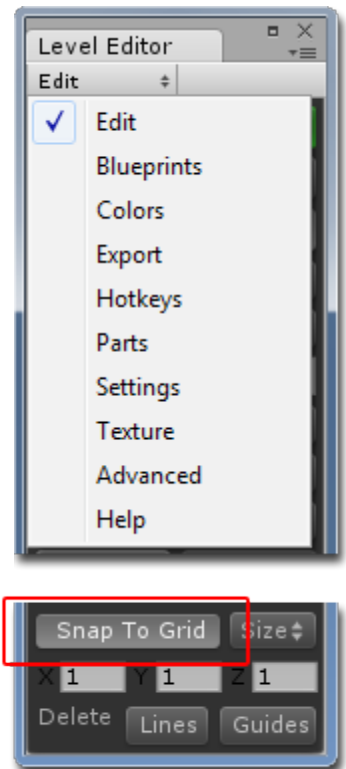 Level Editor
Edit
Edit
Blueprints
Colors
Export
Hotkeys
Parts
Settings
Texture
Advanced
Help
Snap To Grid Size
X 1 Y 1 Z 1
Delete Lines Guides